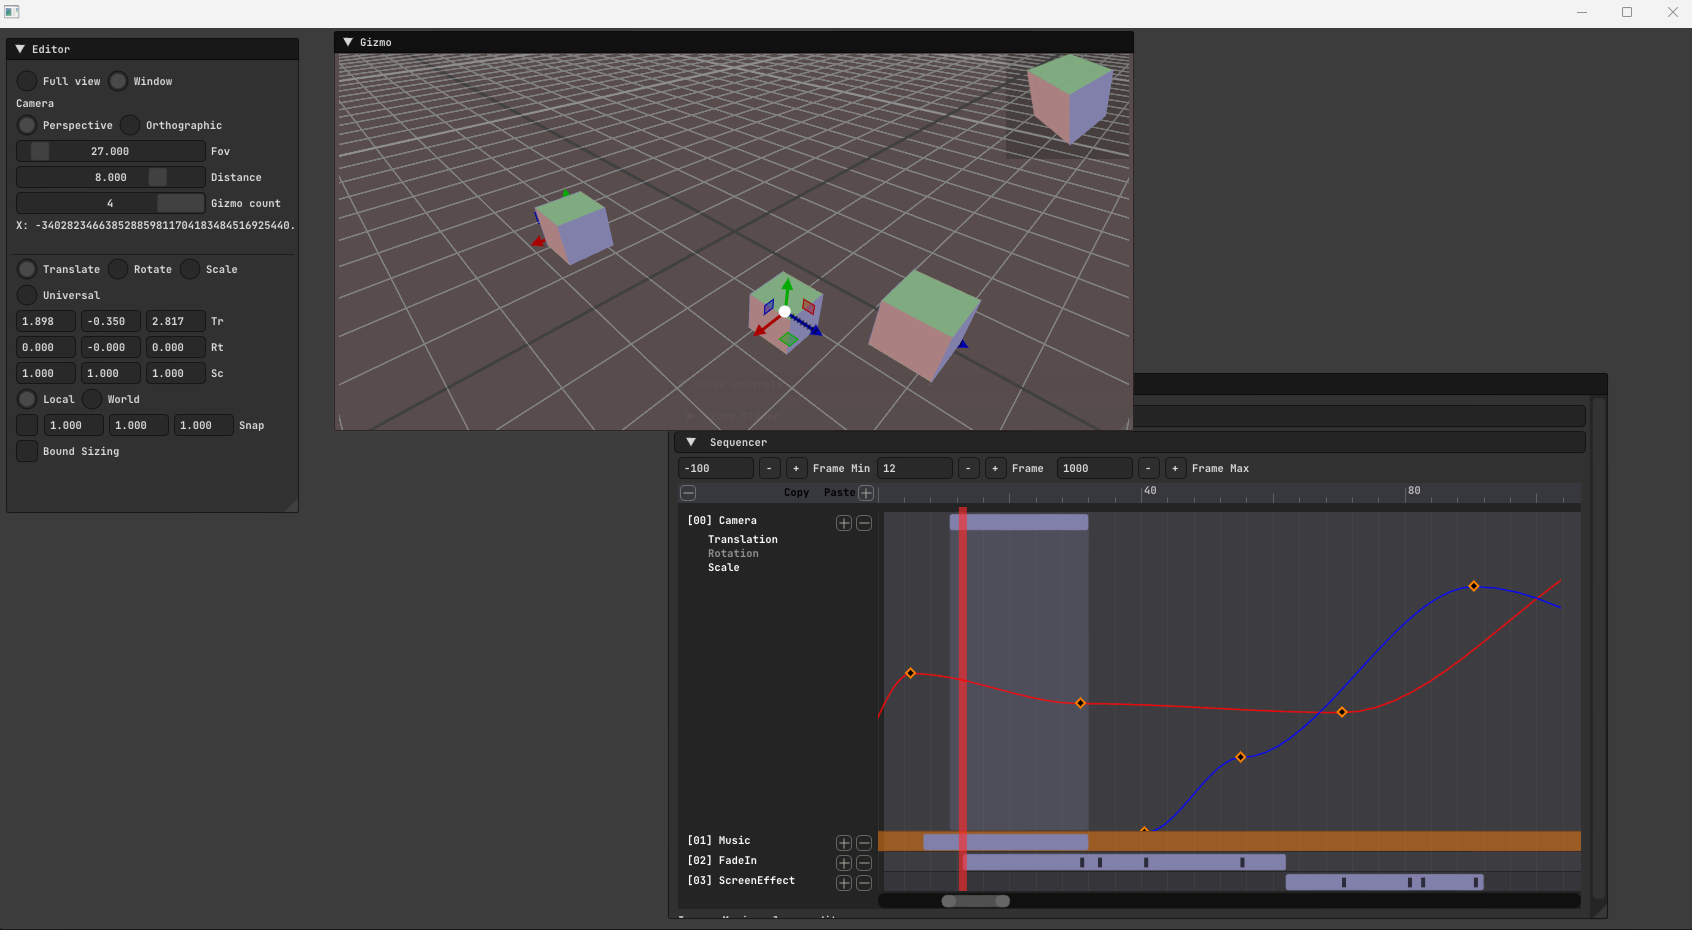 Editor
Full view Window
Camera
Perspective Orthographic
27.000 Fov
8.000 Distance
4 Gizmo count
X: -34028234663852885981170418348451692544​0.
Translate Rotate Scale
Universal
1.898 -0.350 2.817 Tr
0.000 -0.000 0.000 Rt
1.000 1.000 1.000 Sc
Local World
1.000 1.000 1.000 Snap
Bound Sizing
Gizmo
Sequencer
-100 - + Frame Min 12 - + Frame 1000 - + Frame Max
Copy Paste 40 80
[00] Camera
Translation
Rotation
Scale
[01] Music
[02] FadeIn
[03] ScreenEffect